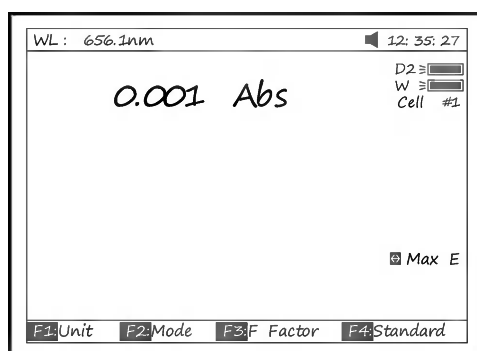 WL: 656.1nm 12:35:27
0.001 Abs
D2
W
Cell #1
Max E
F1:Unit F2:Mode F3:F Factor F4:Standard